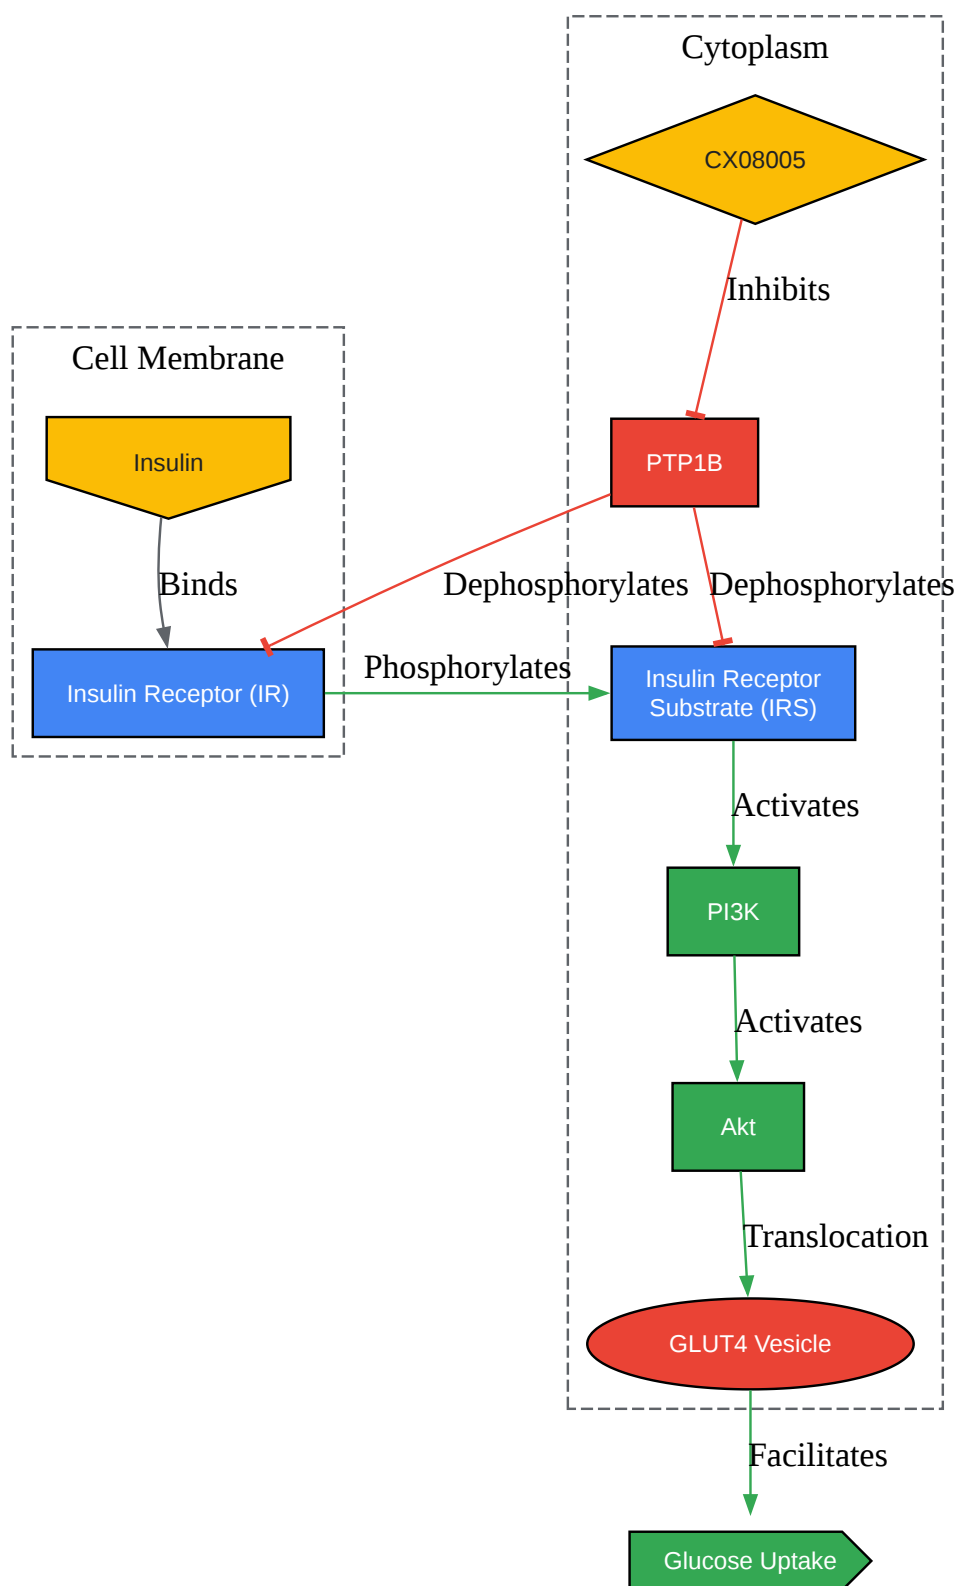 Cytoplasm
CX08005
Inhibits
Cell Membrane
Insulin
PTP1B
Binds
Dephosphorylates
Dephosphorylates
Phosphorylates
Insulin Receptor (IR)
Insulin Receptor
Substrate (IRS)
Activates
PI3K
Activates
Akt
Translocation
GLUT4 Vesicle
Facilitates
Glucose Uptake